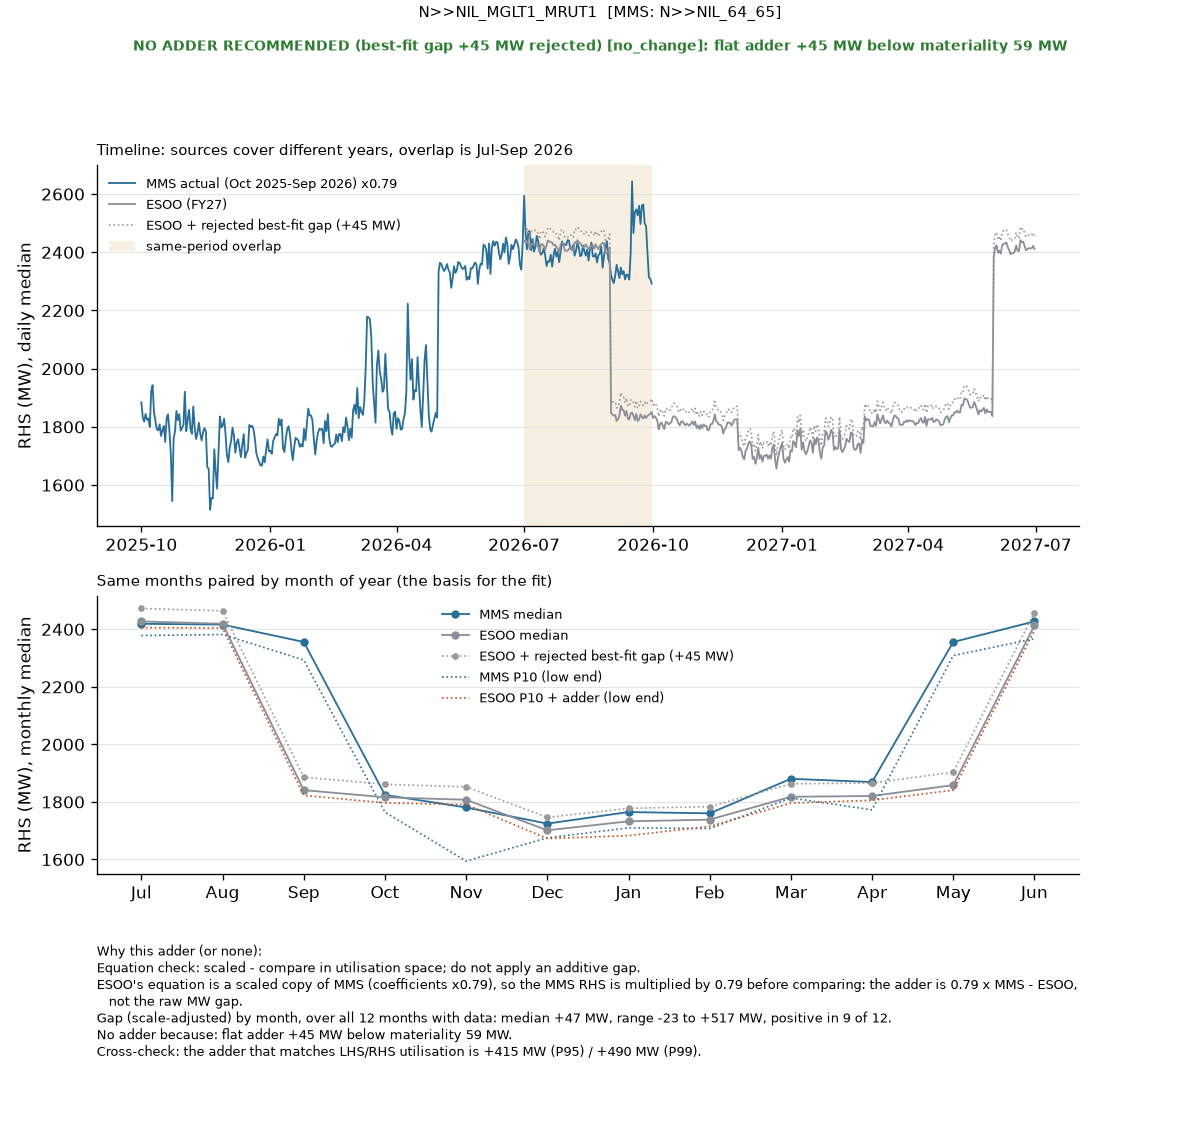 N>>NIL_MGLT1_MRUT1  [MMS: N>>NIL_64_65]
NO ADDER RECOMMENDED (best-fit gap +45 MW rejected) [no_change]: flat adder +45 MW below materiality 59 MW
Timeline: sources cover different years, overlap is Jul-Sep 2026
RHS (MW), daily median
2600
2400
2200
2000
1800
1600
MMS actual (Oct 2025-Sep 2026) x0.79
ESOO (FY27)
ESOO + rejected best-fit gap (+45 MW)
same-period overlap
2025-10
2026-01
2026-04
2026-07
2026-10
2027-01
2027-04
2027-07
Same months paired by month of year (the basis for the fit)
RHS (MW), monthly median
2400
2200
2000
1800
1600
MMS median
ESOO median
ESOO + rejected best-fit gap (+45 MW)
MMS P10 (low end)
ESOO P10 + adder (low end)
Jul
Aug
Sep
Oct
Nov
Dec
Jan
Feb
Mar
Apr
May
Jun
Why this adder (or none):
Equation check: scaled - compare in utilisation space; do not apply an additive gap.
ESOO's equation is a scaled copy of MMS (coefficients x0.79), so the MMS RHS is multiplied by 0.79 before comparing: the adder is 0.79 x MMS - ESOO,
not the raw MW gap.
Gap (scale-adjusted) by month, over all 12 months with data: median +47 MW, range -23 to +517 MW, positive in 9 of 12.
No adder because: flat adder +45 MW below materiality 59 MW.
Cross-check: the adder that matches LHS/RHS utilisation is +415 MW (P95) / +490 MW (P99).